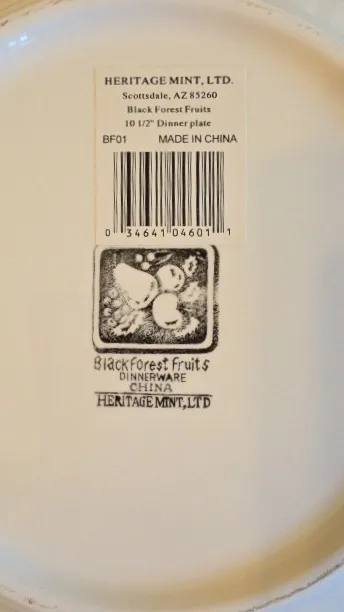 HERITAGE MINT, LTD.
Scottsdale, AZ 85260
Black Forest Fruits
10 1/2" Dinner plate
BF01 MADE IN CHINA
0 34641 04601 1
Black Forest Fruits
DINNERWARE
CHINA
HERITAGE MINT, LTD